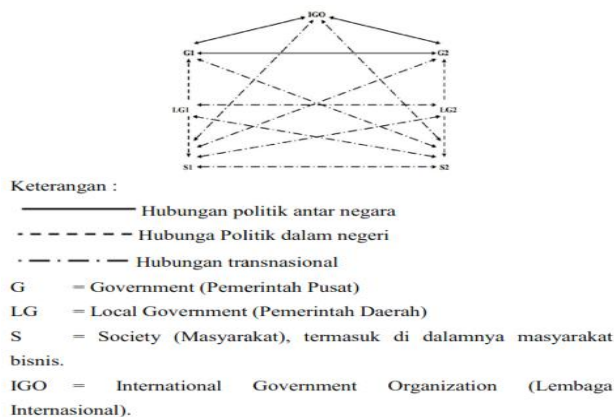 IGO
G1 G2
LG1 LG2
S1 S2
Keterangan :
Hubungan politik antar negara
Hubunga Politik dalam negeri
Hubungan transnasional
G = Government (Pemerintah Pusat)
LG = Local Government (Pemerintah Daerah)
S = Society (Masyarakat), termasuk di dalamnya masyarakat
bisnis.
IGO = International Government Organization (Lembaga
Internasional).